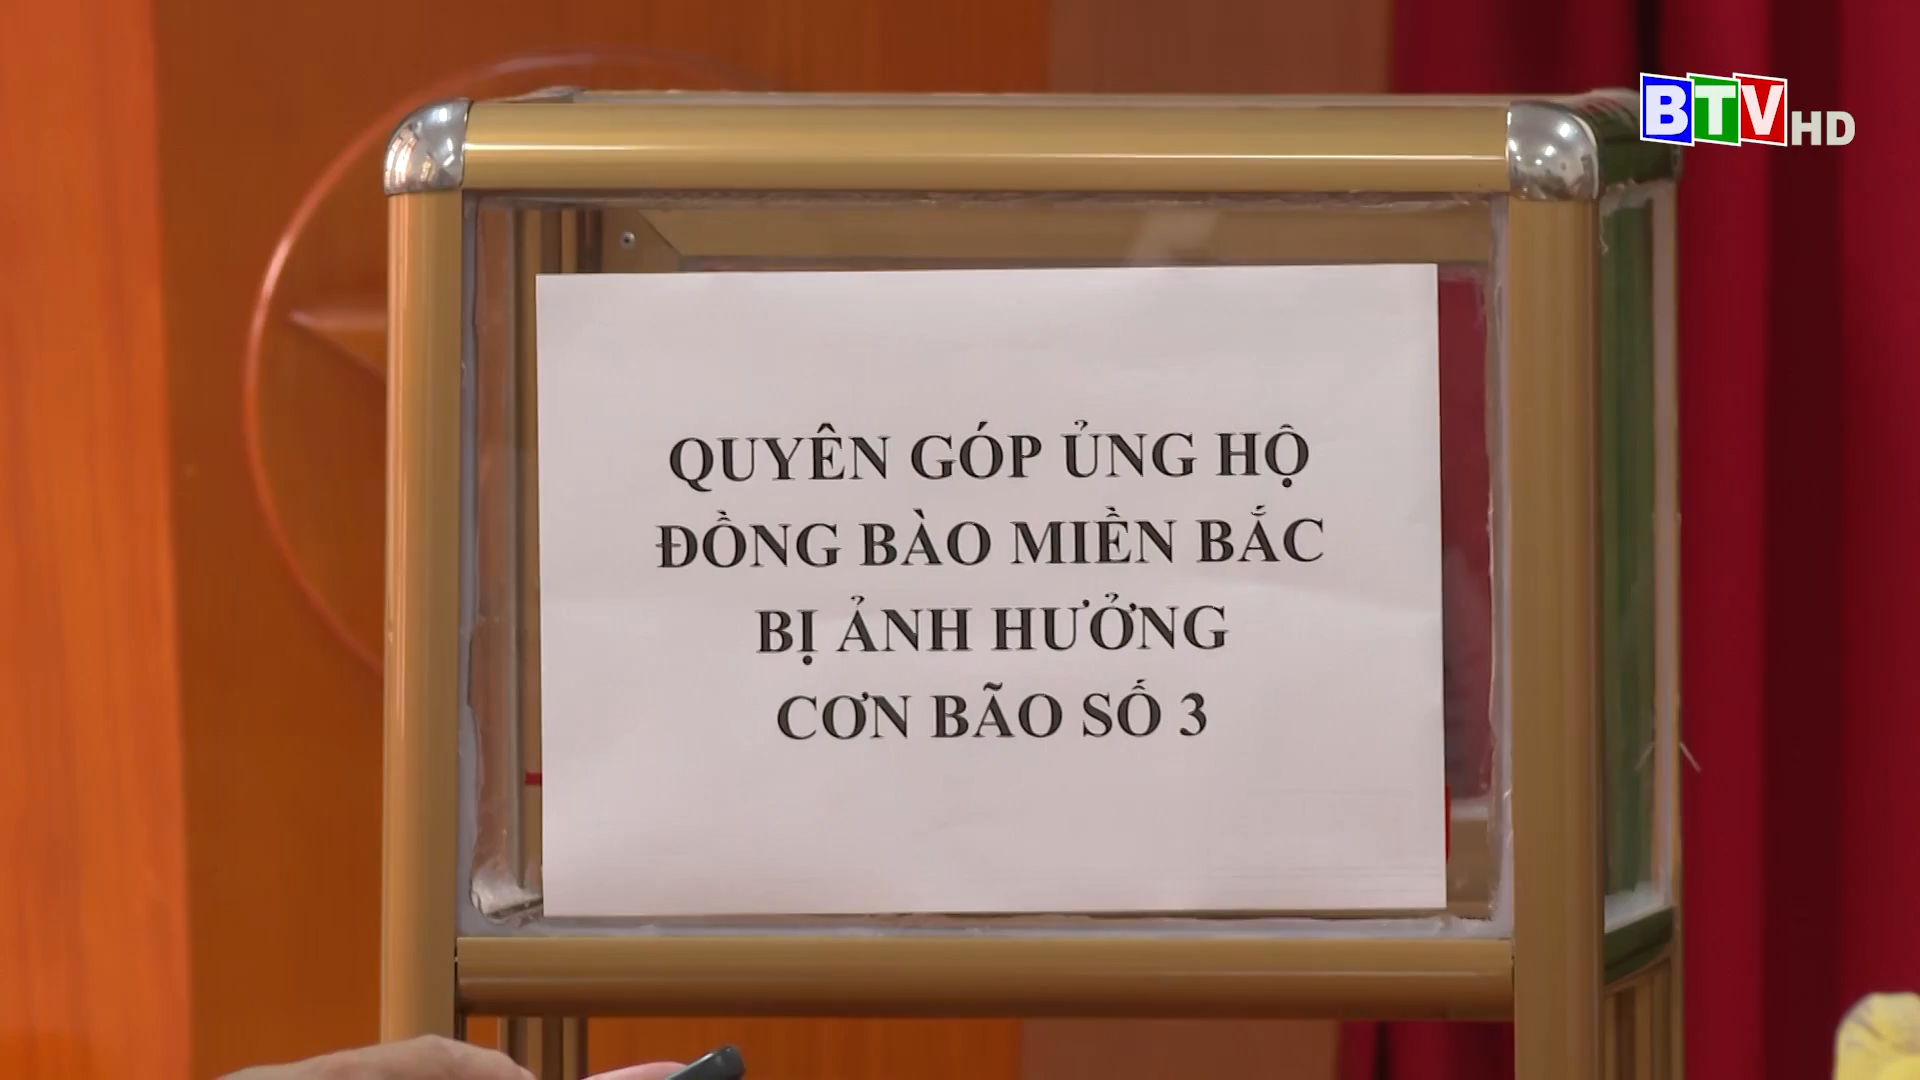 BTV HD
QUYÊN GÓP ỦNG HỘ
ĐỒNG BÀO MIỀN BẮC
BỊ ẢNH HƯỞNG
CƠN BÃO SỐ 3